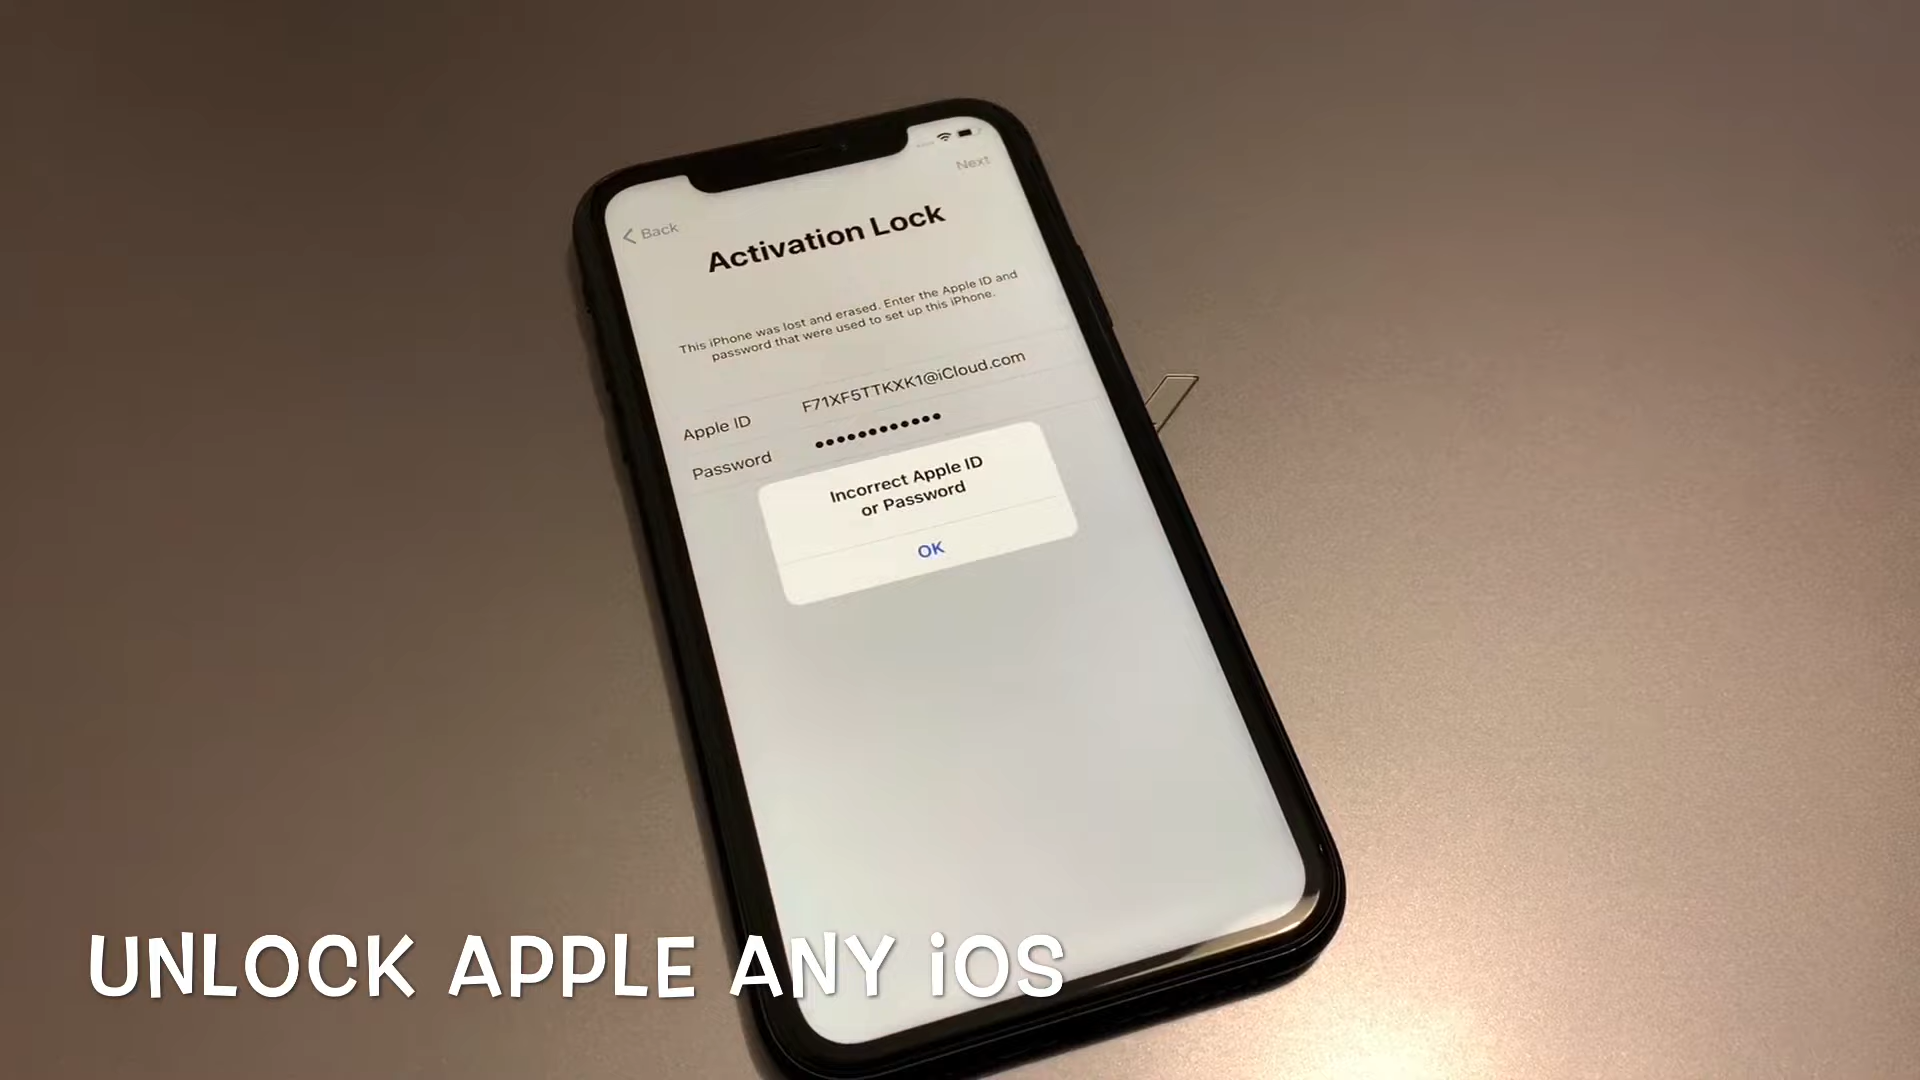 Next
Back
Activation Lock
This iPhone was lost and erased. Enter the Apple ID and
password that were used to set up this iPhone.
Apple ID F71XF5TTKXK1@iCloud.com
Password ••••••••••••
Incorrect Apple ID
or Password
OK
UNLOCK APPLE ANY iOS